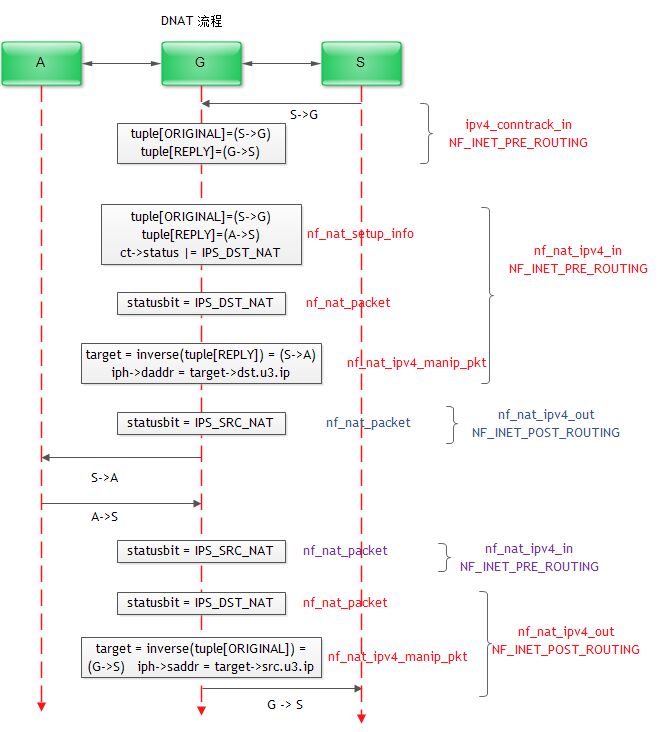 DNAT 流程
A
G
S
S->G
tuple[ORIGINAL]=(S->G)
tuple[REPLY]=(G->S)
ipv4_conntrack_in
NF_INET_PRE_ROUTING
tuple[ORIGINAL]=(S->G)
tuple[REPLY]=(A->S)
ct->status |= IPS_DST_NAT
nf_nat_setup_info
nf_nat_ipv4_in
NF_INET_PRE_ROUTING
statusbit = IPS_DST_NAT
nf_nat_packet
target = inverse(tuple[REPLY]) = (S->A)
iph->daddr = target->dst.u3.ip
nf_nat_ipv4_manip_pkt
statusbit = IPS_SRC_NAT
nf_nat_packet
nf_nat_ipv4_out
NF_INET_POST_ROUTING
S->A
A->S
statusbit = IPS_SRC_NAT
nf_nat_packet
nf_nat_ipv4_in
NF_INET_PRE_ROUTING
statusbit = IPS_DST_NAT
nf_nat_packet
nf_nat_ipv4_out
NF_INET_POST_ROUTING
target = inverse(tuple[ORIGINAL]) =
(G->S) iph->saddr = target->src.u3.ip
nf_nat_ipv4_manip_pkt
G -> S